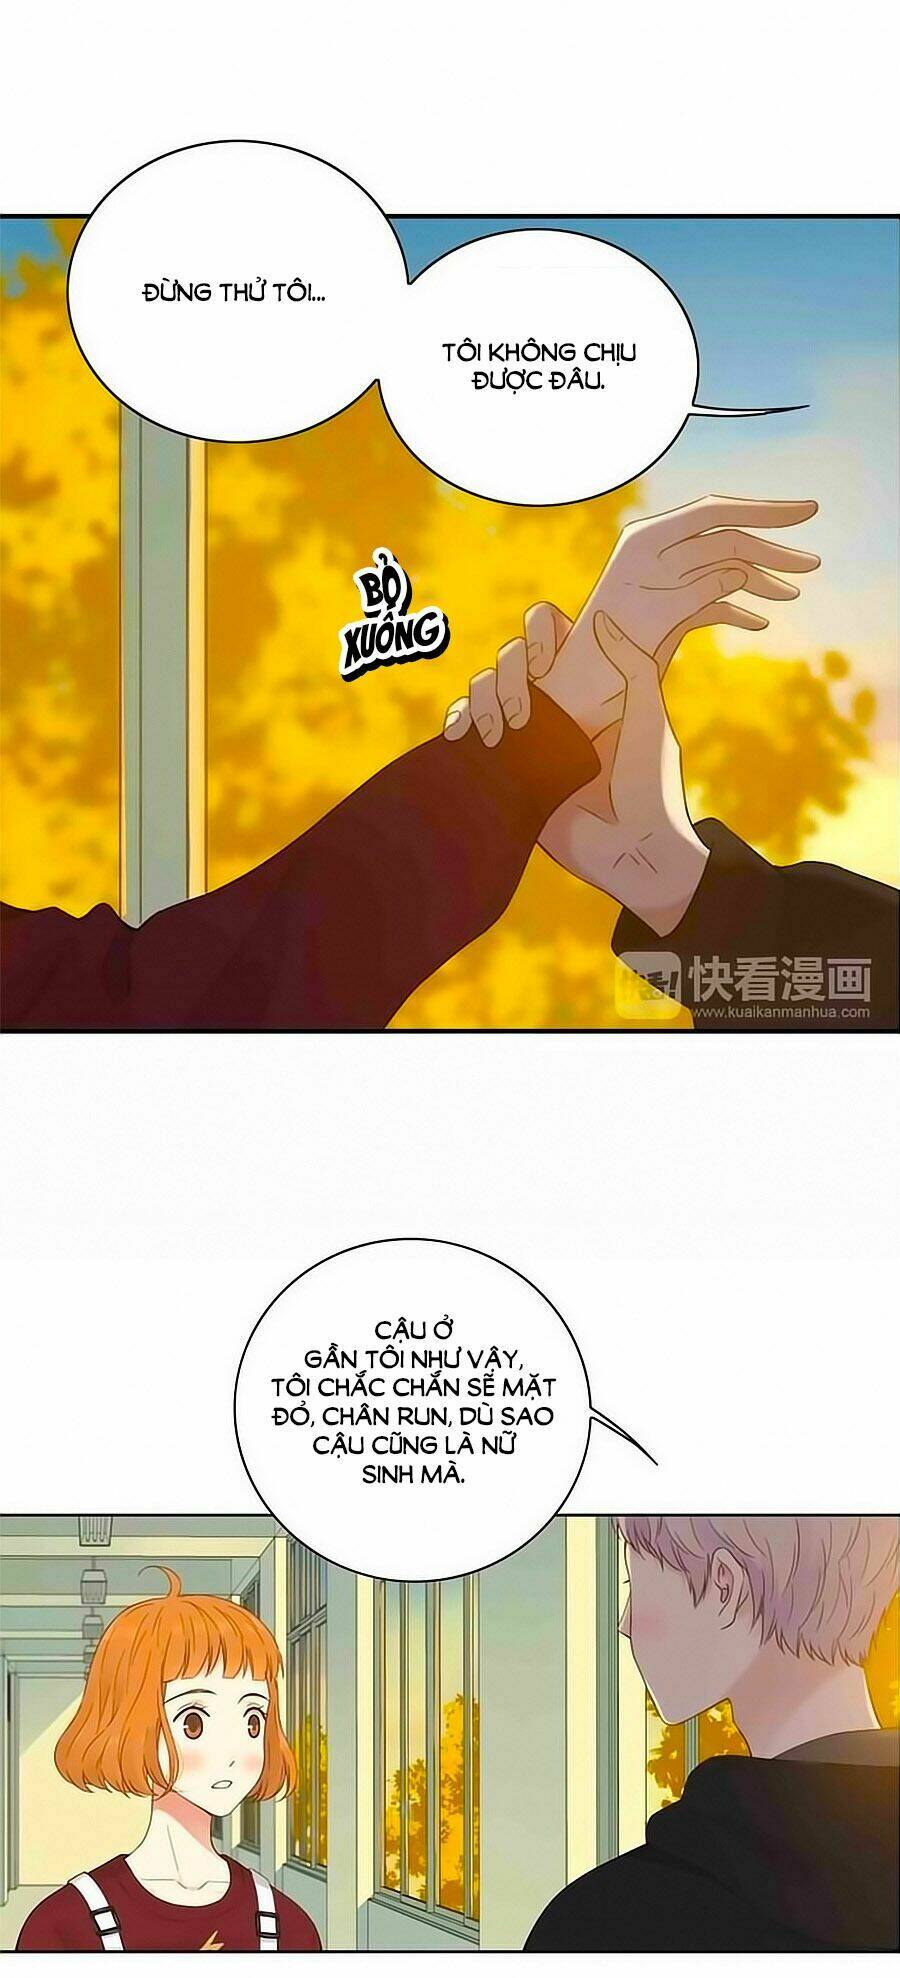 ĐỪNG THỬ TÔI...
TÔI KHÔNG CHỊU
ĐƯỢC ĐÂU.
BỎ
XUỐNG
快看漫画
www.kuaikanmanhua.com
CẬU Ở
GẦN TÔI NHƯ VẬY,
TÔI CHẮC CHẮN SẼ MẶT
ĐỎ, CHÂN RUN, DÙ SAO
CẬU CŨNG LÀ NỮ
SINH MÀ.